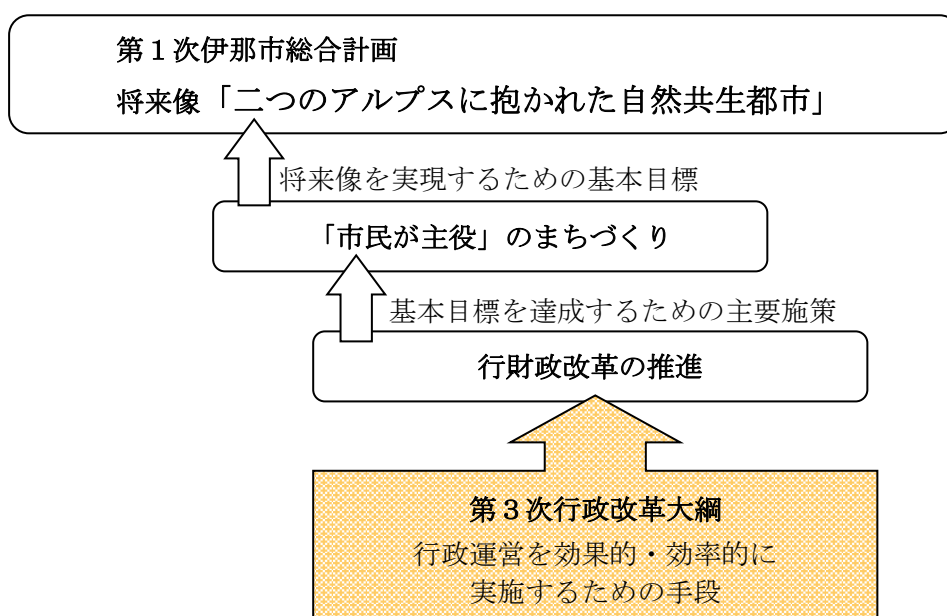 第1次伊那市総合計画
将来像「二つのアルプスに抱かれた自然共生都市」
将来像を実現するための基本目標
「市民が主役」のまちづくり
基本目標を達成するための主要施策
行財政改革の推進
第3次行政改革大綱
行政運営を効果的・効率的に
実施するための手段